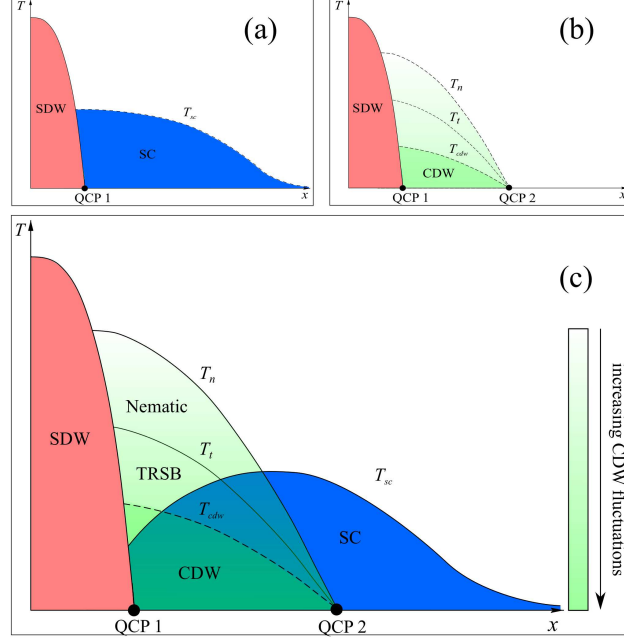 T
(a)
SDW
T_sc
SC
QCP 1
x
T
(b)
SDW
T_n
T_t
T_cdw
CDW
QCP 1
QCP 2
x
T
(c)
T_n
Nematic
SDW
T_t
TRSB
T_sc
T_cdw
SC
CDW
QCP 1
QCP 2
x
increasing CDW fluctuations